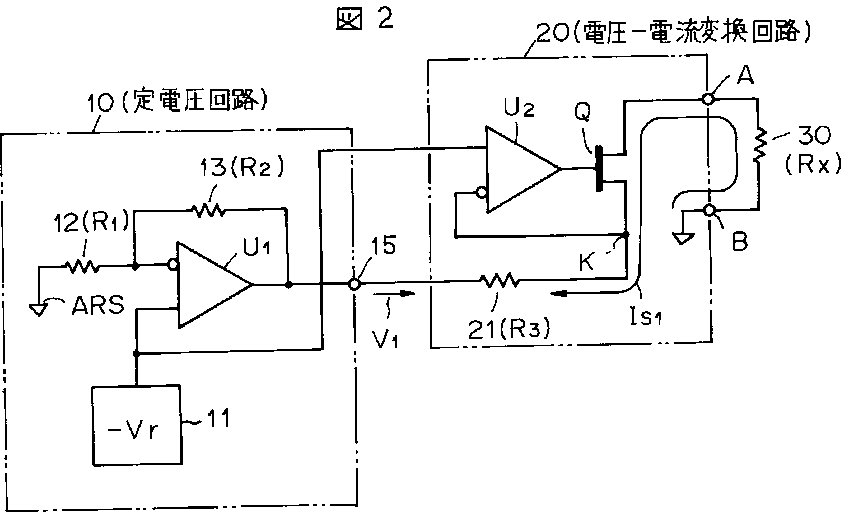 図 2
20(電圧-電流変換回路)
10(定電圧回路)
A
U2
Q
30
(Rx)
13(R2)
12(R1)
U1
15
B
K
ARS
V1
21(R3)
Is1
-Vr
11